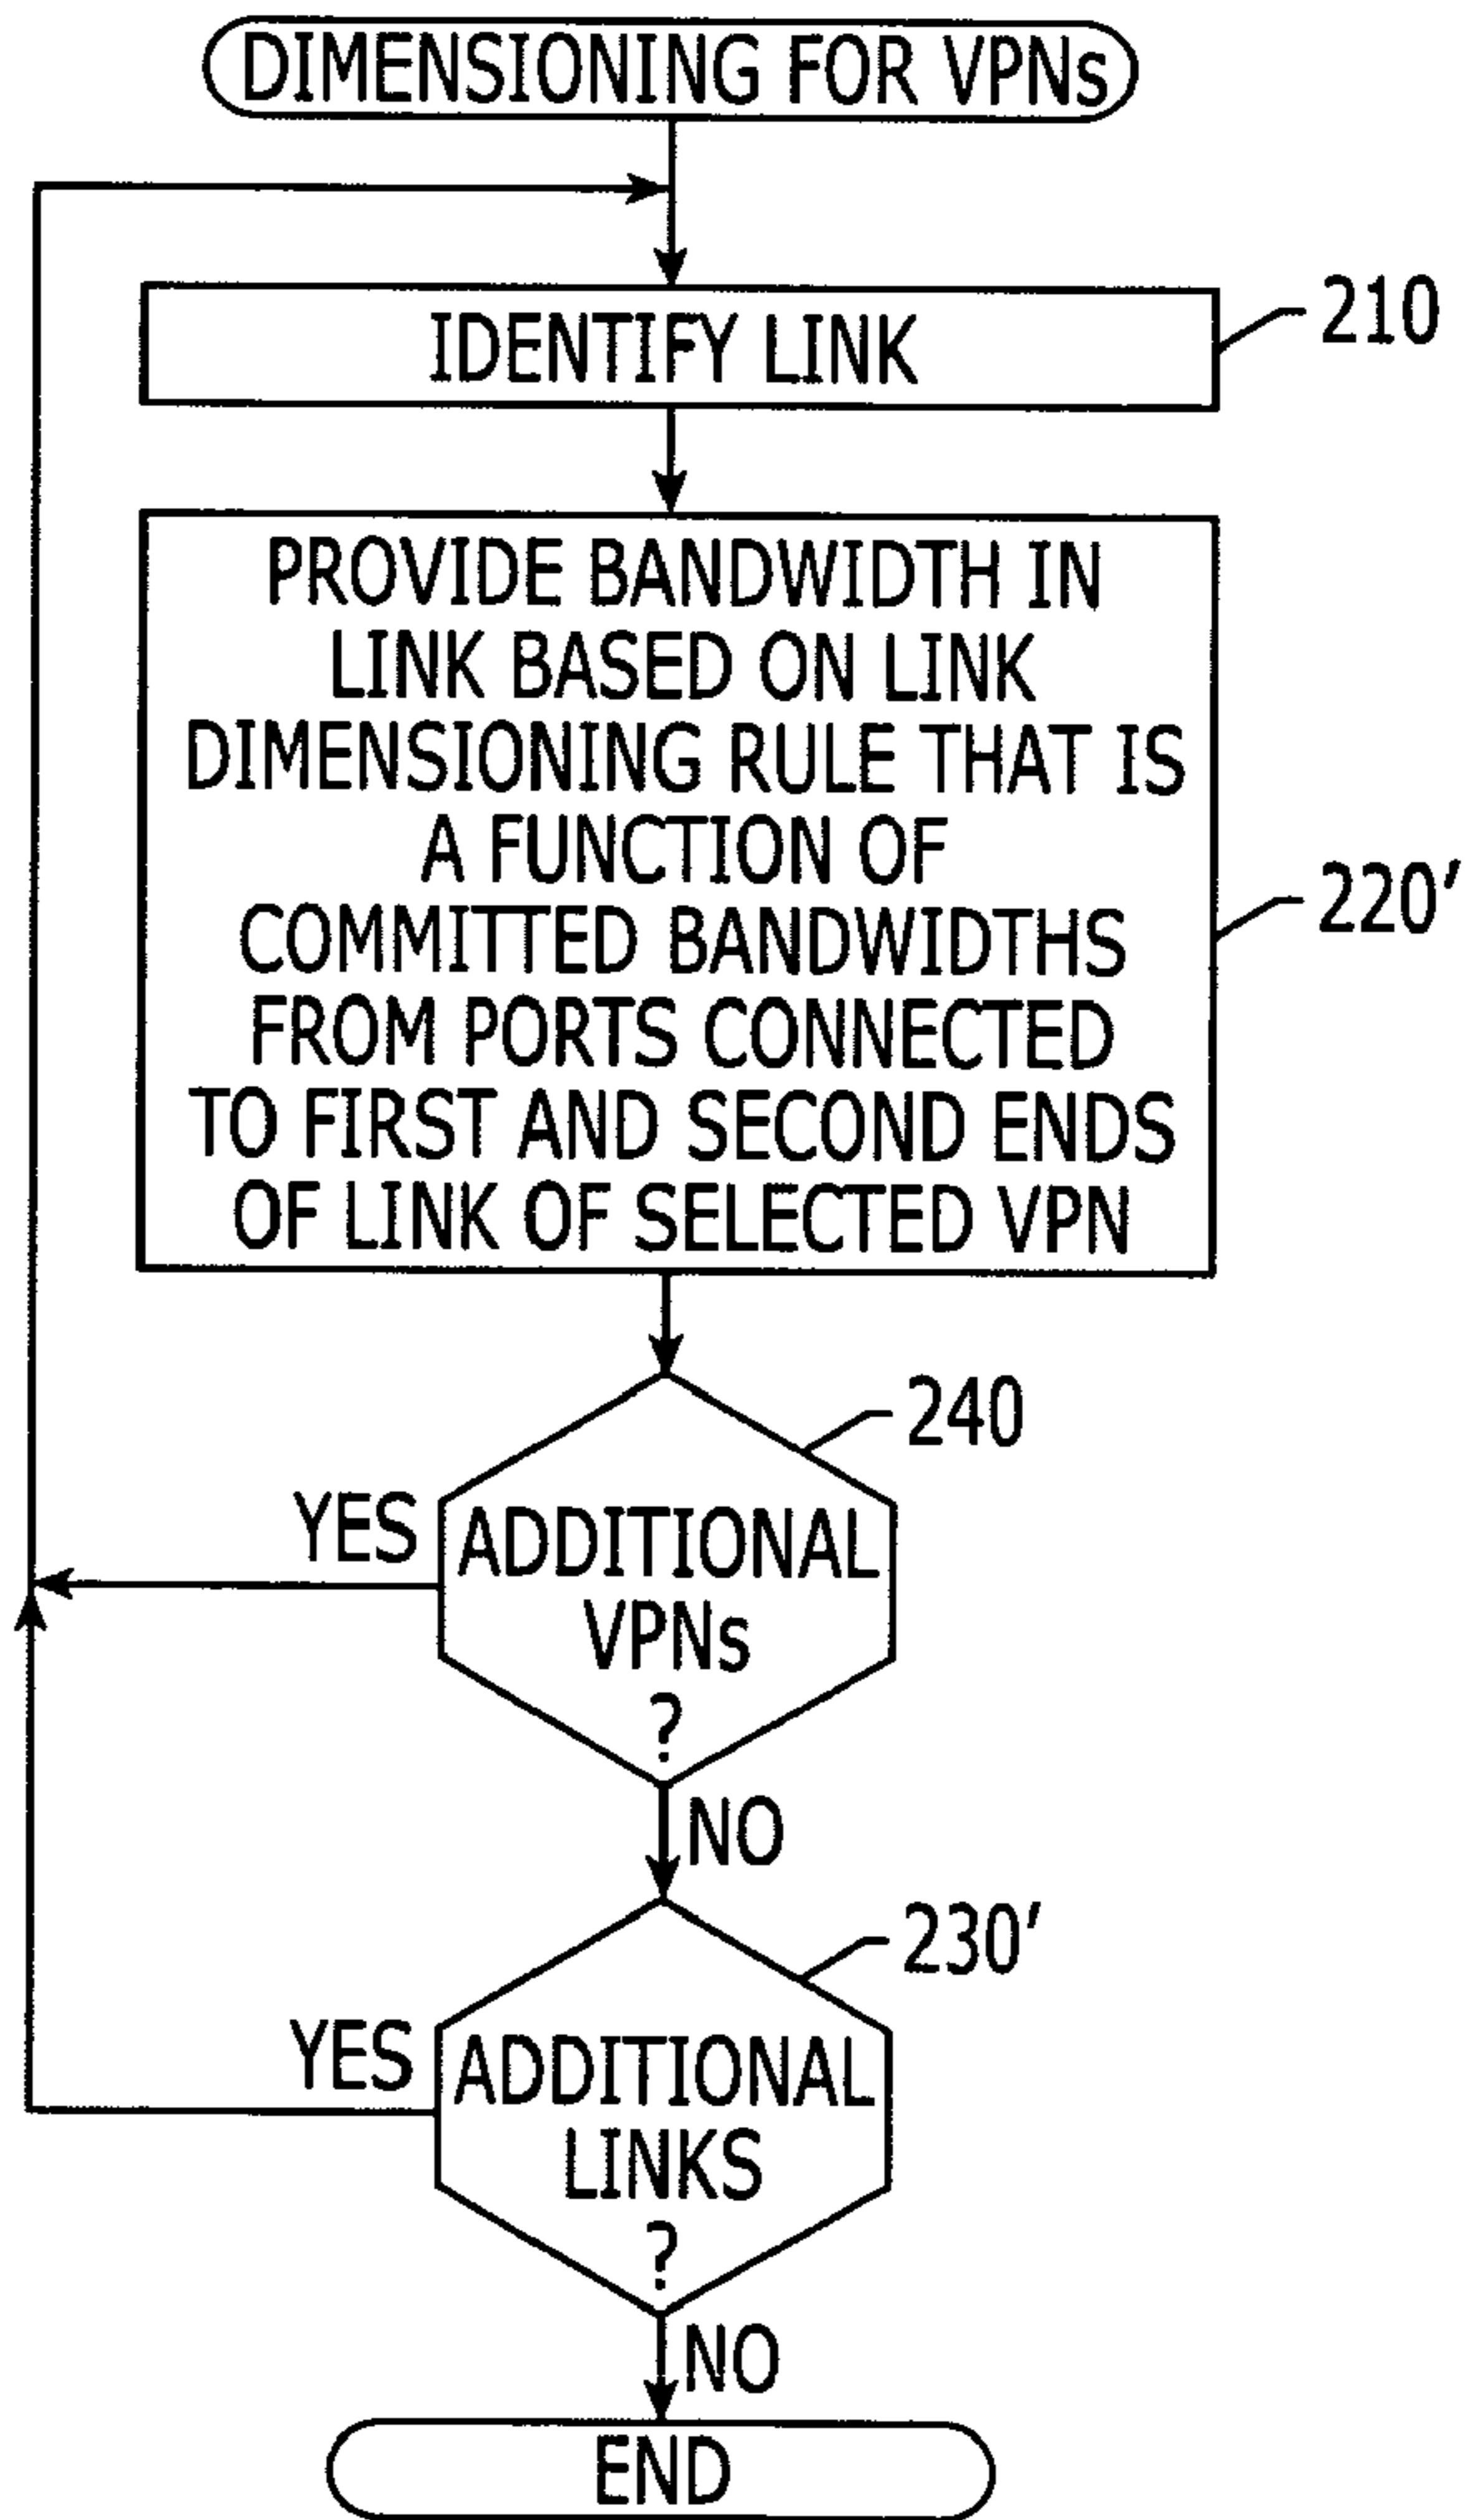 DIMENSIONING FOR VPNs
IDENTIFY LINK
210
PROVIDE BANDWIDTH IN
LINK BASED ON LINK
DIMENSIONING RULE THAT IS
A FUNCTION OF
COMMITTED BANDWIDTHS
FROM PORTS CONNECTED
TO FIRST AND SECOND ENDS
OF LINK OF SELECTED VPN
220'
240
YES
ADDITIONAL
VPNs
?
NO
230'
YES
ADDITIONAL
LINKS
?
NO
END